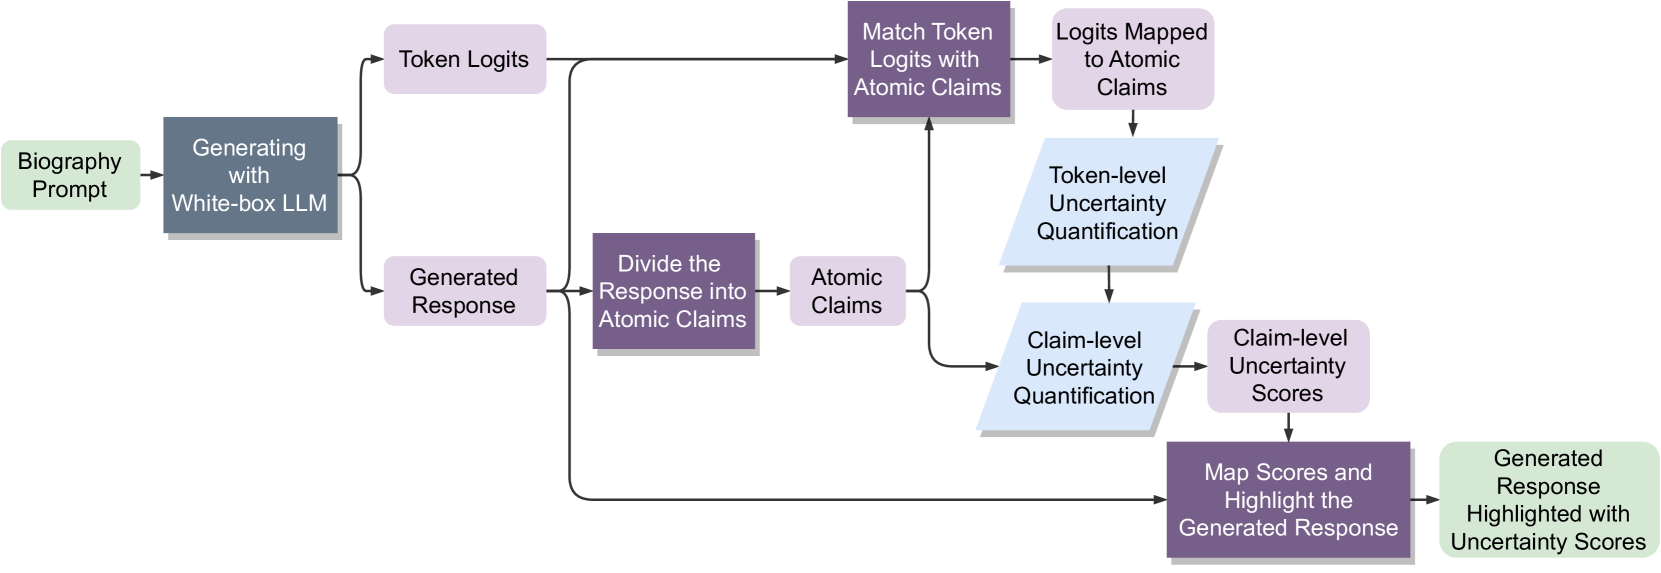 Biography
Prompt
Generating
with
White-box LLM
Token Logits
Generated
Response
Divide the
Response into
Atomic Claims
Atomic
Claims
Match Token
Logits with
Atomic Claims
Logits Mapped
to Atomic
Claims
Token-level
Uncertainty
Quantification
Claim-level
Uncertainty
Quantification
Claim-level
Uncertainty
Scores
Map Scores and
Highlight the
Generated Response
Generated
Response
Highlighted with
Uncertainty Scores